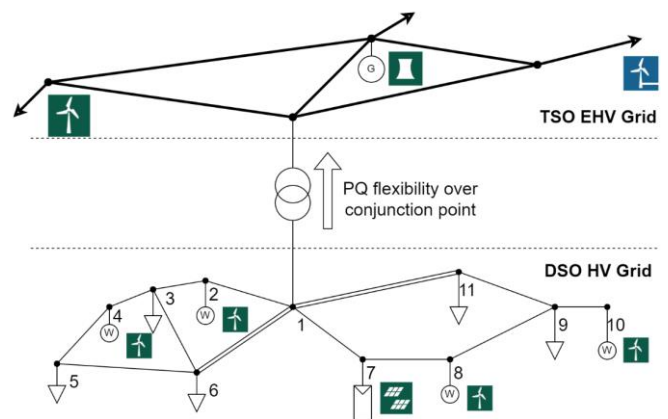 G
TSO EHV Grid
PQ flexibility over
conjunction point
DSO HV Grid
11
2
3
4
W
W
1
9
10
W
5
6
7
8
W